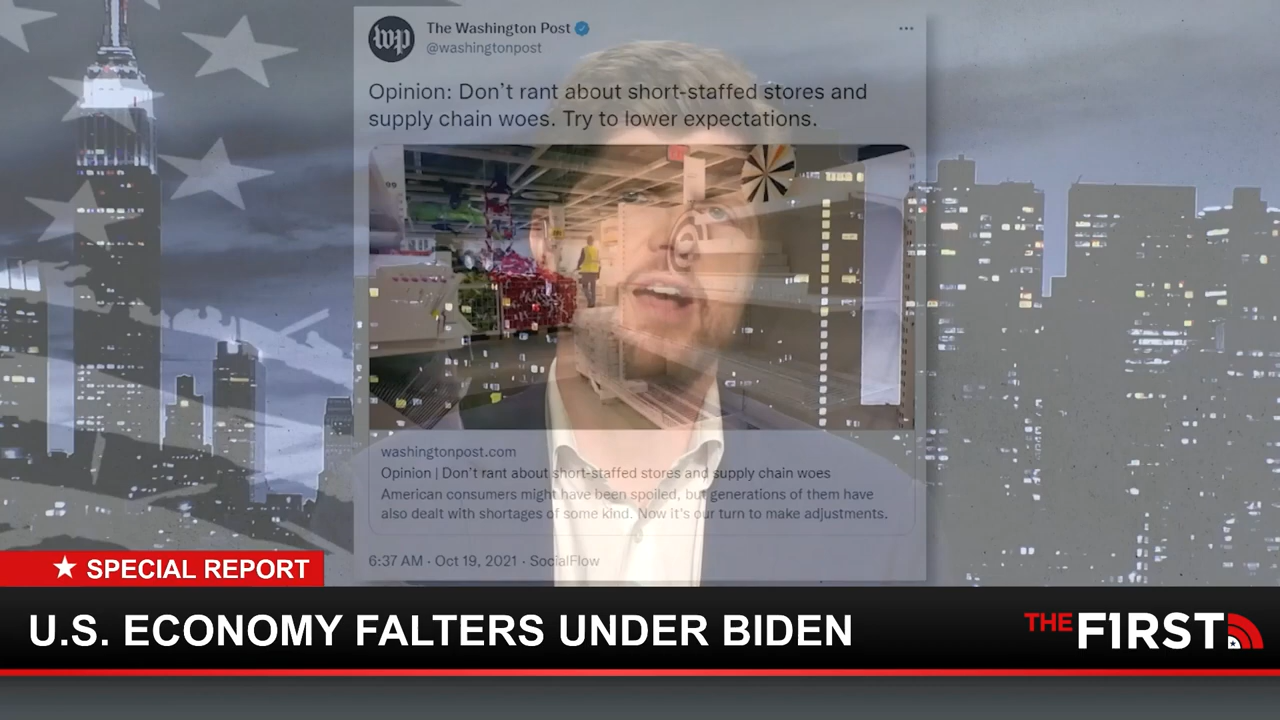 The Washington Post
@washingtonpost
Opinion: Don't rant about short-staffed stores and
supply chain woes. Try to lower expectations.
washingtonpost.com
Opinion | Don't rant about short-staffed stores and supply chain woes
American consumers might have been spoiled, but generations of them have
also dealt with shortages of some kind. Now it's our turn to make adjustments.
6:37 AM · Oct 19, 2021 · SocialFlow
★ SPECIAL REPORT
U.S. ECONOMY FALTERS UNDER BIDEN
THE FIRST